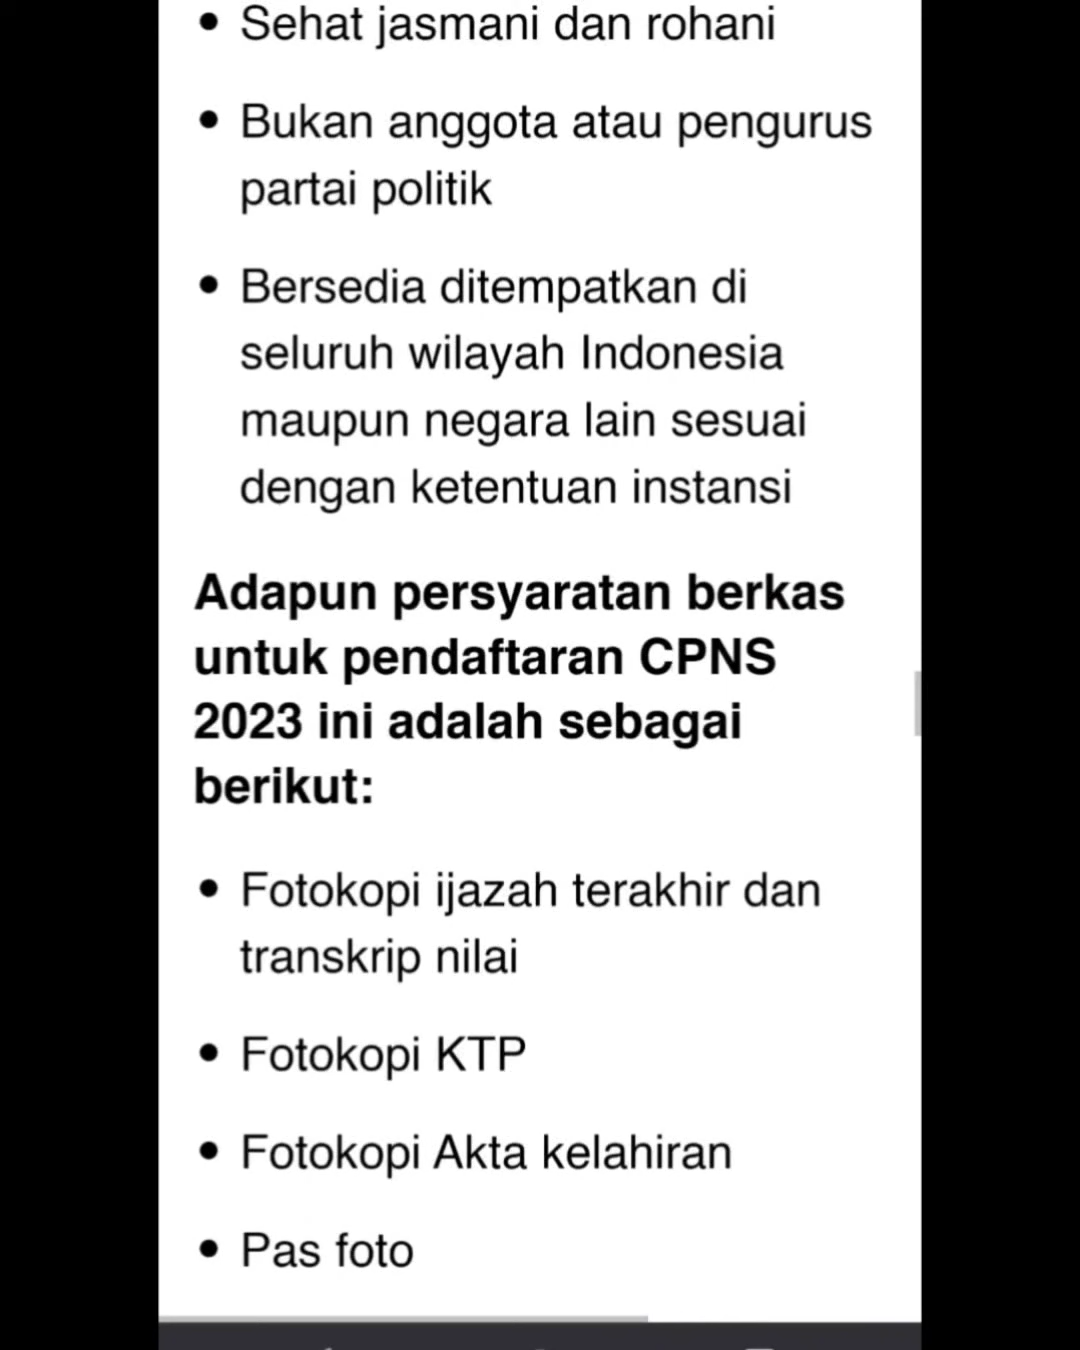 • Sehat jasmani dan rohani
• Bukan anggota atau pengurus
partai politik
• Bersedia ditempatkan di
seluruh wilayah Indonesia
maupun negara lain sesuai
dengan ketentuan instansi
Adapun persyaratan berkas
untuk pendaftaran CPNS
2023 ini adalah sebagai
berikut:
• Fotokopi ijazah terakhir dan
transkrip nilai
• Fotokopi KTP
• Fotokopi Akta kelahiran
• Pas foto